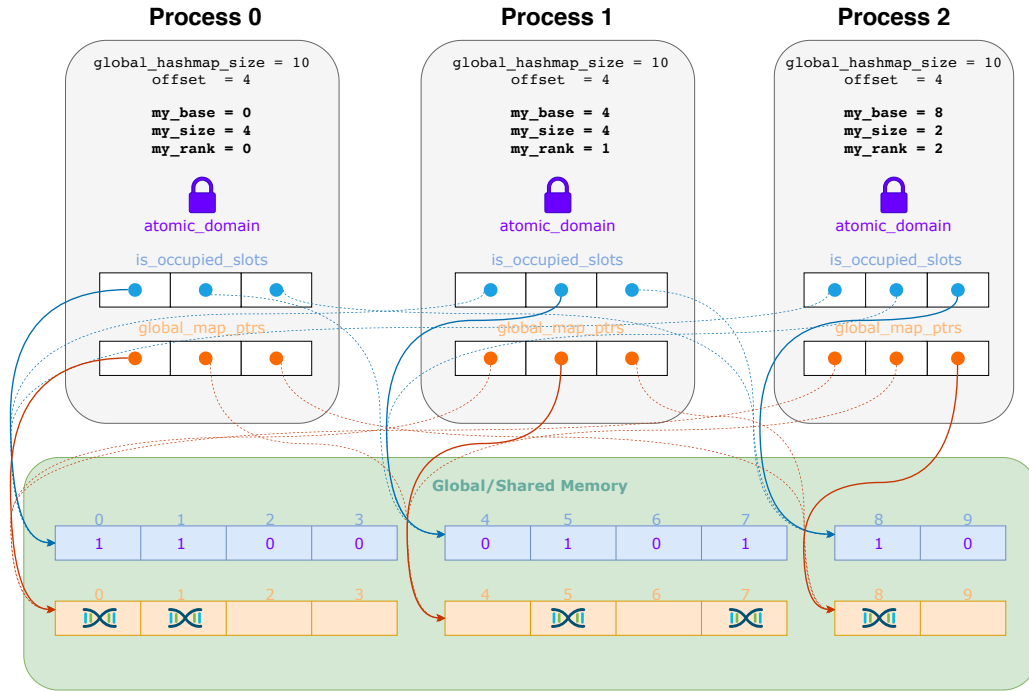 Process 0
Process 1
Process 2
global_hashmap_size = 10
offset  = 4
my_base = 0
my_size = 4
my_rank = 0
atomic_domain
is_occupied_slots
global_map_ptrs
global_hashmap_size = 10
offset  = 4
my_base = 4
my_size = 4
my_rank = 1
atomic_domain
is_occupied_slots
global_map_ptrs
global_hashmap_size = 10
offset  = 4
my_base = 8
my_size = 2
my_rank = 2
atomic_domain
is_occupied_slots
global_map_ptrs
Global/Shared Memory
0 1 2 3 4 5 6 7 8 9
1 1 0 0 0 1 0 1 1 0
0 1 2 3 4 5 6 7 8 9